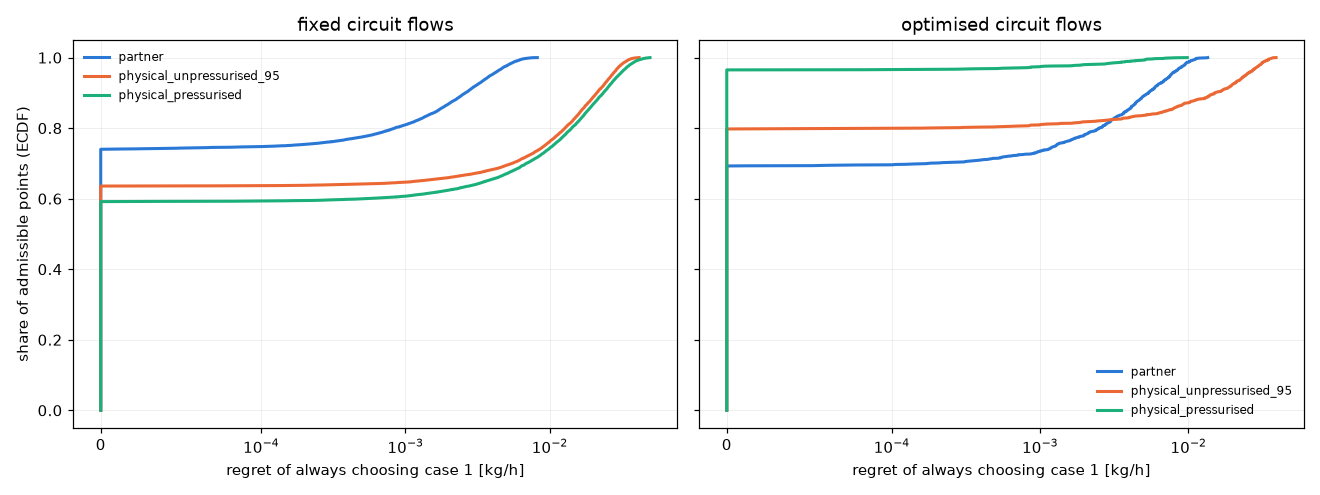 fixed circuit flows
share of admissible points (ECDF)
1.0
0.8
0.6
0.4
0.2
0.0
partner
physical_unpressurised_95
physical_pressurised
0
10⁻⁴
10⁻³
10⁻²
regret of always choosing case 1 [kg/h]
optimised circuit flows
partner
physical_unpressurised_95
physical_pressurised
0
10⁻⁴
10⁻³
10⁻²
regret of always choosing case 1 [kg/h]